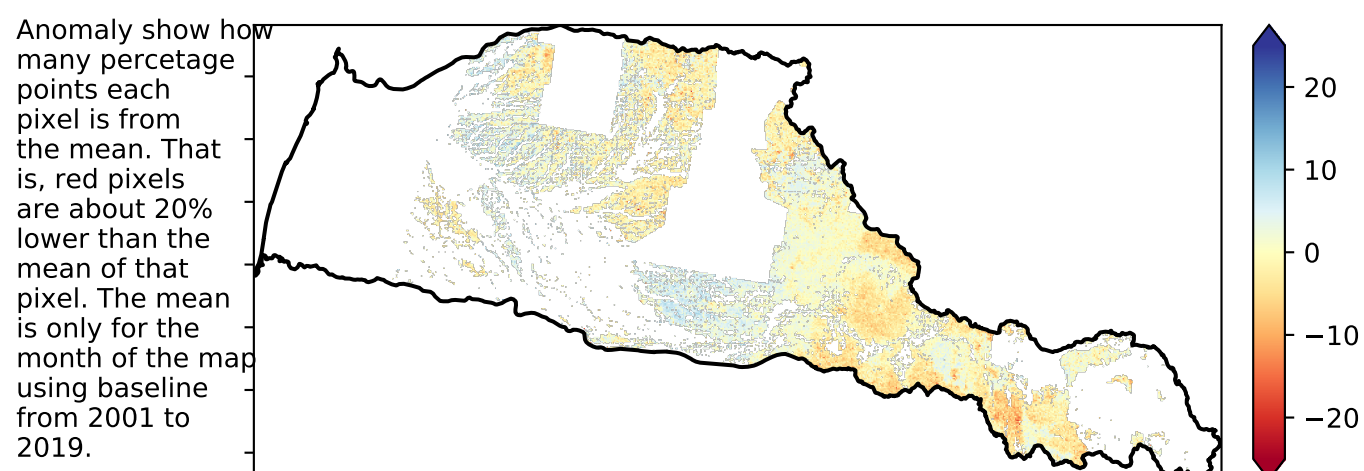 Anomaly show how
many percetage
points each
pixel is from
the mean. That
is, red pixels
are about 20%
lower than the
mean of that
pixel. The mean
is only for the
month of the map
using baseline
from 2001 to
2019.
20
10
0
−10
−20